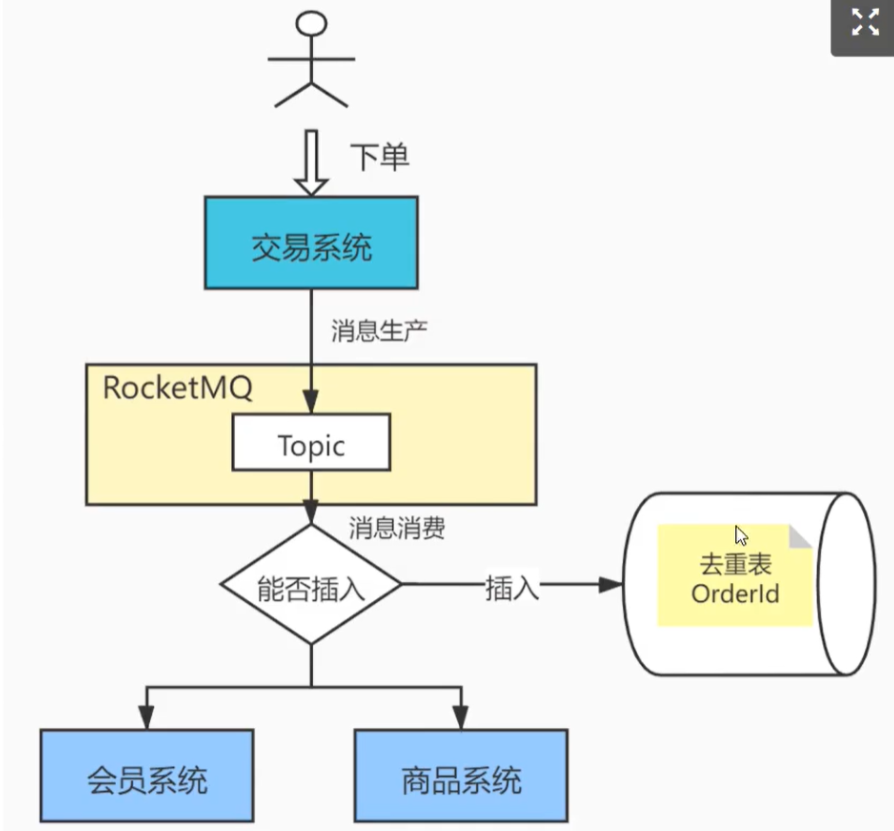 下单
交易系统
消息生产
RocketMQ
Topic
消息消费
能否插入
插入
去重表
OrderId
会员系统
商品系统